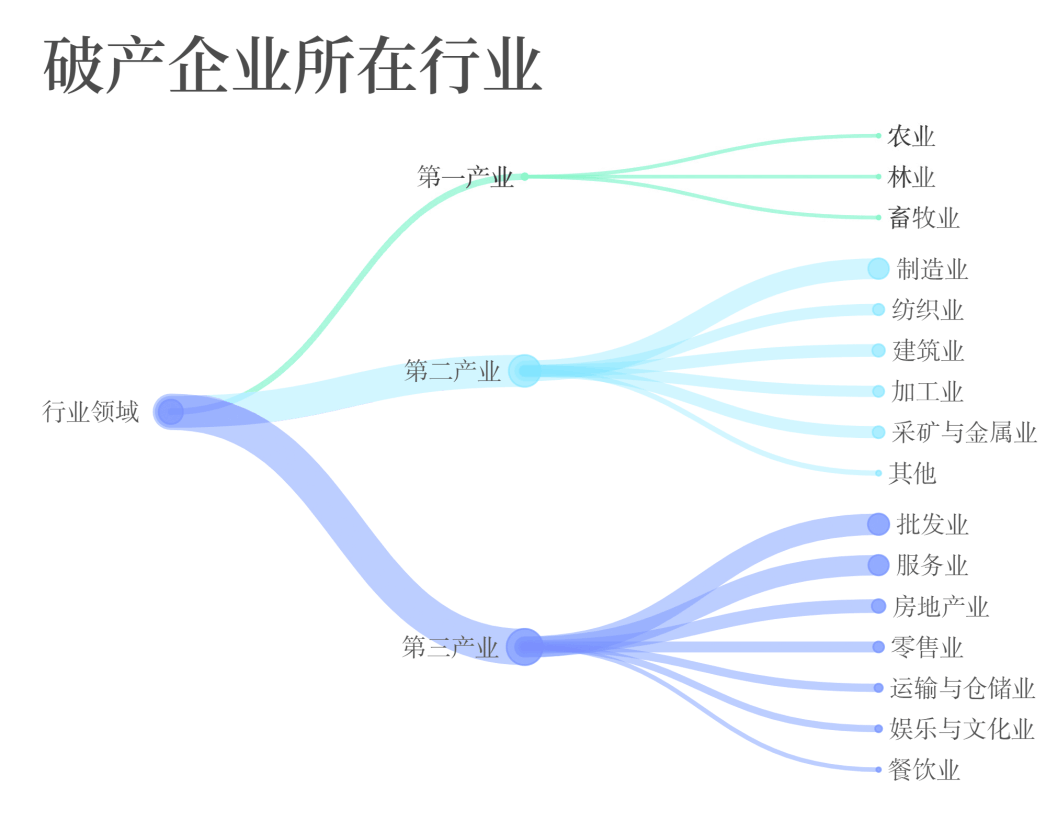 破产企业所在行业
行业领域
第一产业
农业
林业
畜牧业
第二产业
制造业
纺织业
建筑业
加工业
采矿与金属业
其他
第三产业
批发业
服务业
房地产业
零售业
运输与仓储业
娱乐与文化业
餐饮业